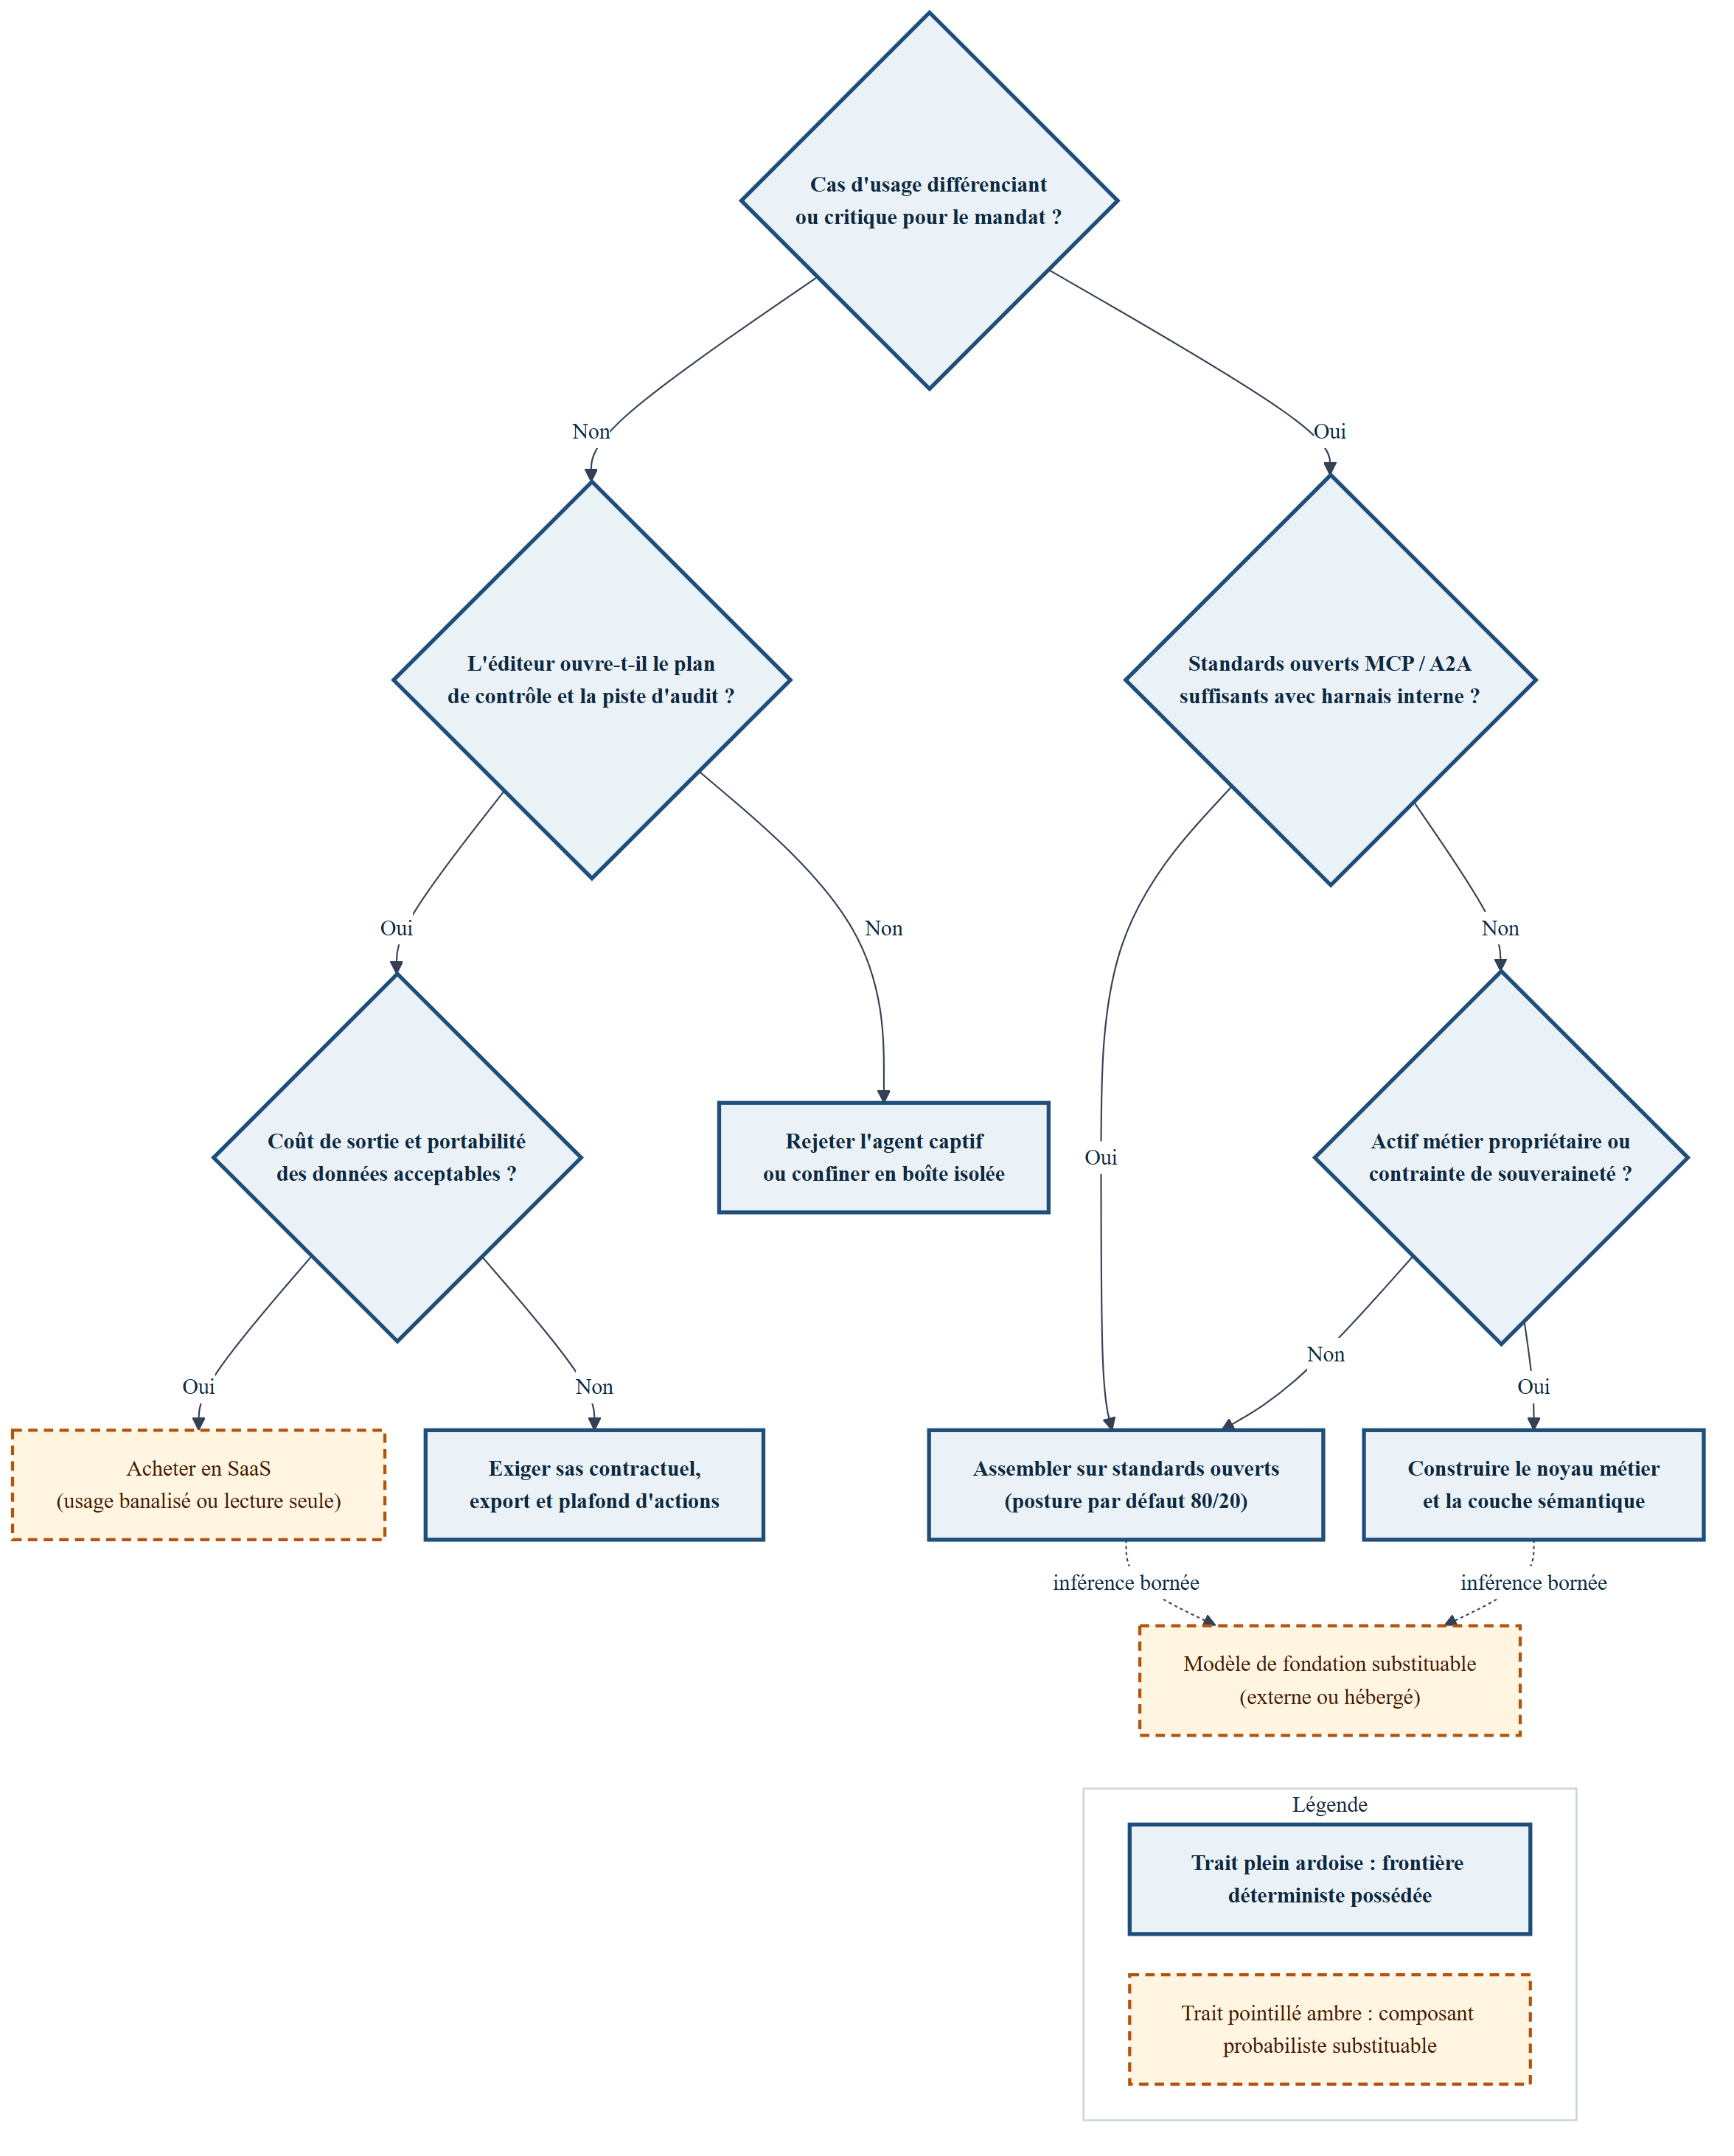 Cas d'usage différenciant
ou critique pour le mandat ?
Non
Oui
L'éditeur ouvre-t-il le plan
de contrôle et la piste d'audit ?
Standards ouverts MCP / A2A
suffisants avec harnais interne ?
Oui
Non
Non
Coût de sortie et portabilité
des données acceptables ?
Rejeter l'agent captif
ou confiner en boîte isolée
Oui
Actif métier propriétaire ou
contrainte de souveraineté ?
Oui
Non
Non
Oui
Acheter en SaaS
(usage banalisé ou lecture seule)
Exiger sas contractuel,
export et plafond d'actions
Assembler sur standards ouverts
(posture par défaut 80/20)
Construire le noyau métier
et la couche sémantique
inférence bornée
inférence bornée
Modèle de fondation substituable
(externe ou hébergé)
Légende
Trait plein ardoise : frontière
déterministe possédée
Trait pointillé ambre : composant
probabiliste substituable